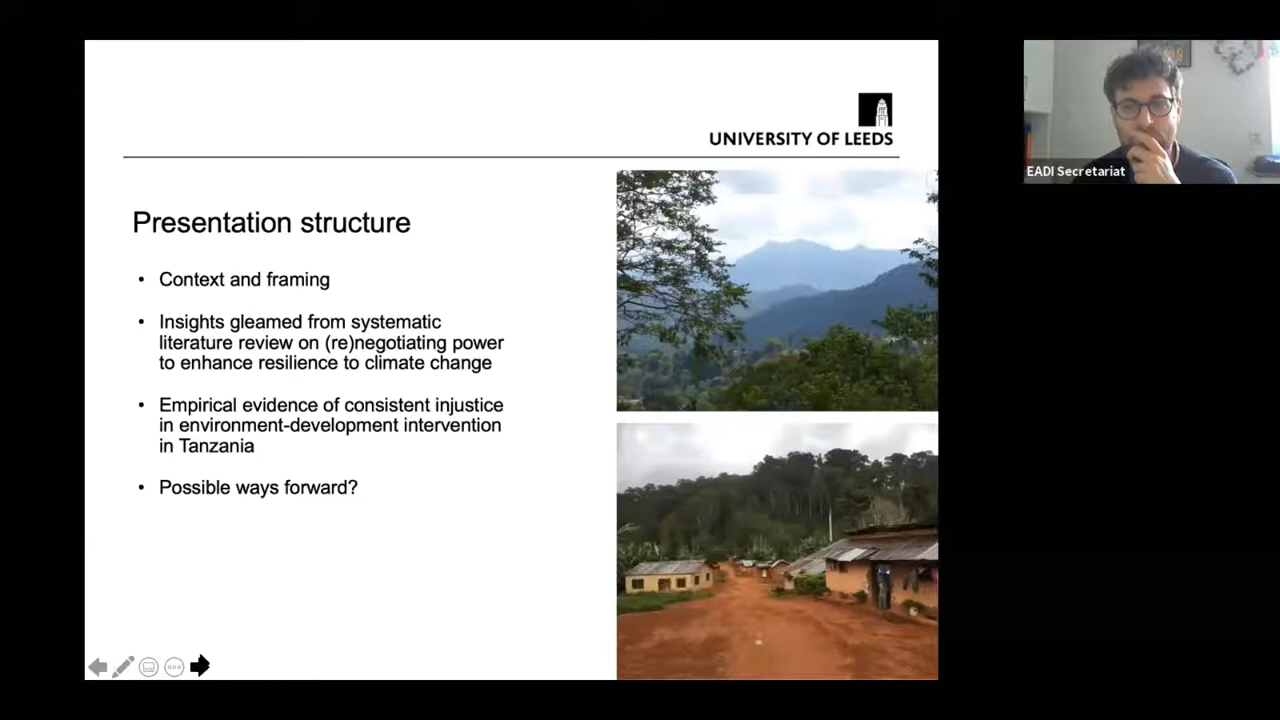 UNIVERSITY OF LEEDS
EADI Secretariat
Presentation structure
• Context and framing
• Insights gleamed from systematic
literature review on (re)negotiating power
to enhance resilience to climate change
• Empirical evidence of consistent injustice
in environment-development intervention
in Tanzania
• Possible ways forward?